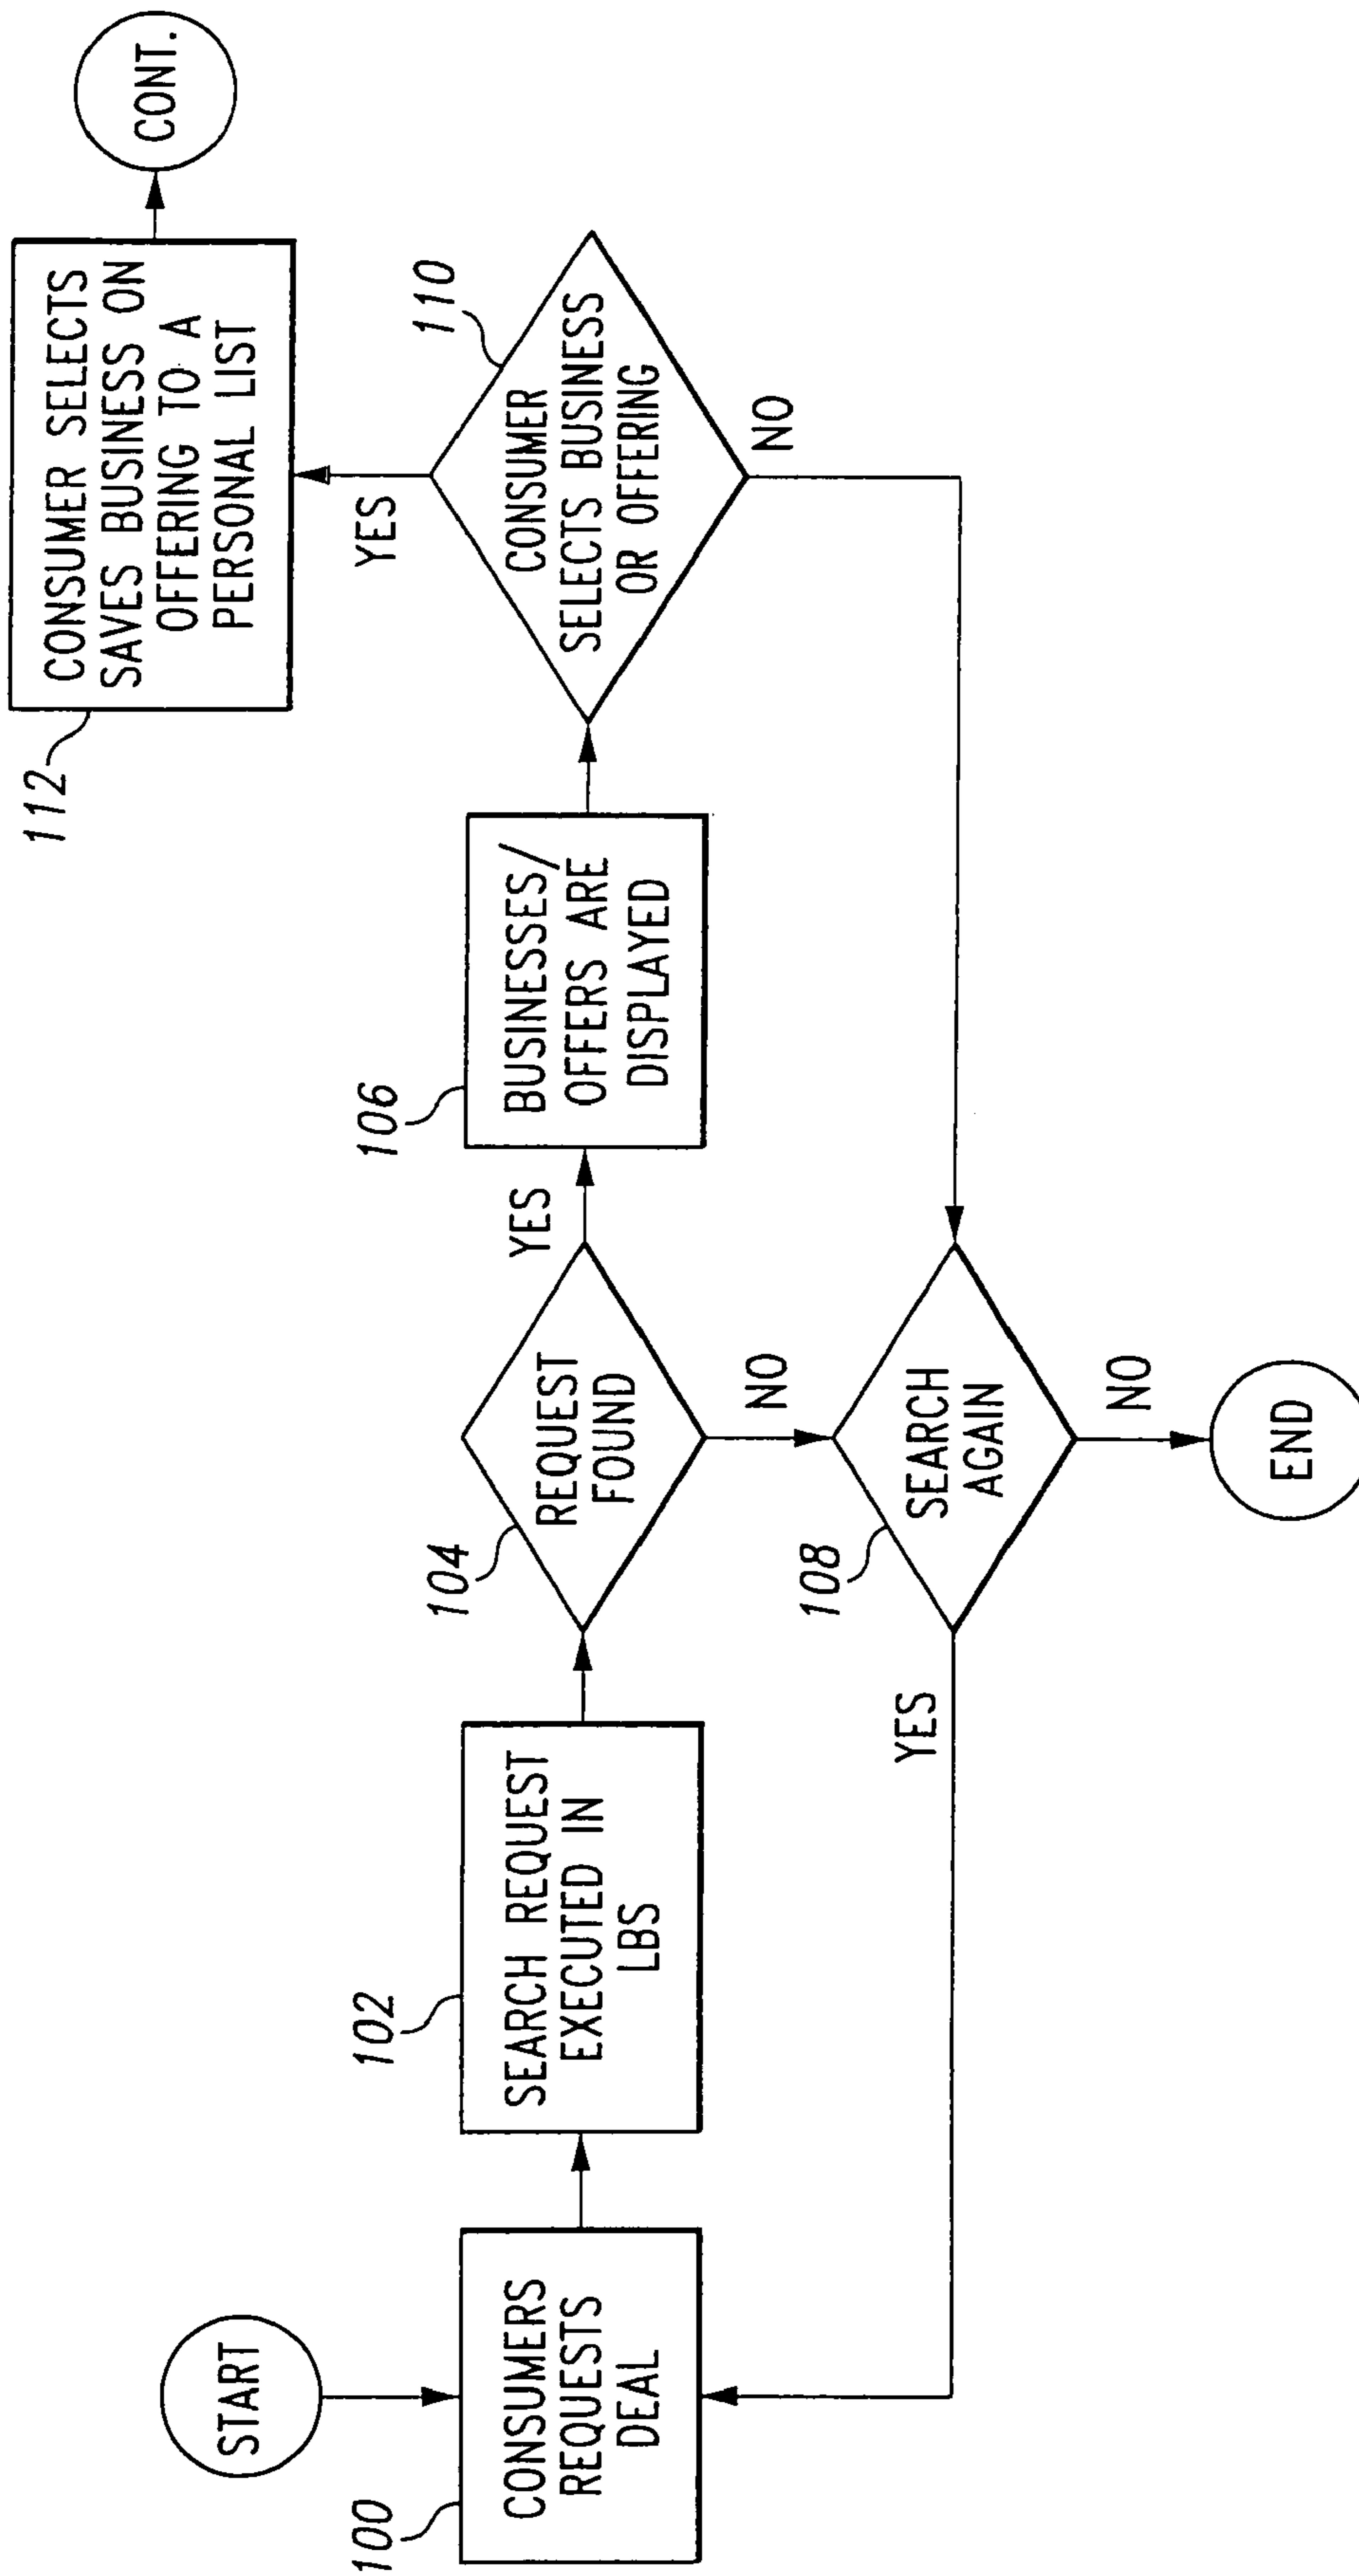 START
100
CONSUMERS
REQUESTS
DEAL
102
SEARCH REQUEST
EXECUTED IN
LBS
104
REQUEST
FOUND
YES
NO
106
BUSINESSES/
OFFERS ARE
DISPLAYED
110
CONSUMER
SELECTS BUSINESS
OR OFFERING
YES
NO
112
CONSUMER SELECTS
SAVES BUSINESS ON
OFFERING TO A
PERSONAL LIST
CONT.
108
SEARCH
AGAIN
YES
NO
END